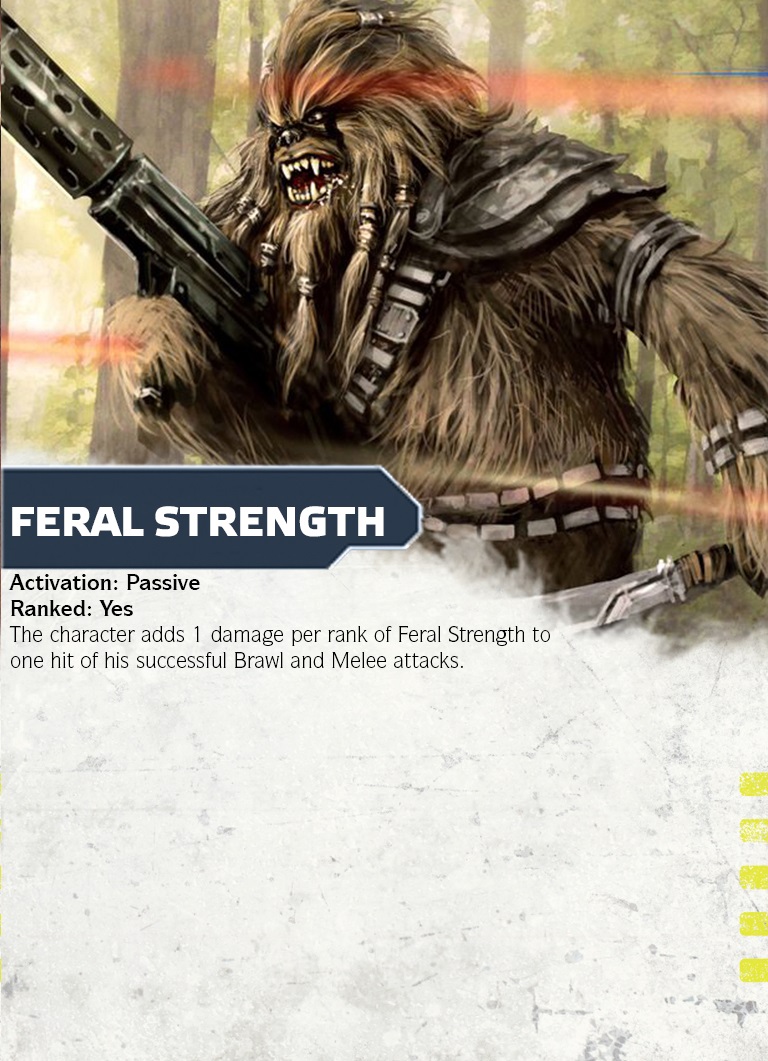 FERAL STRENGTH
Activation: Passive
Ranked: Yes
The character adds 1 damage per rank of Feral Strength to
one hit of his successful Brawl and Melee attacks.